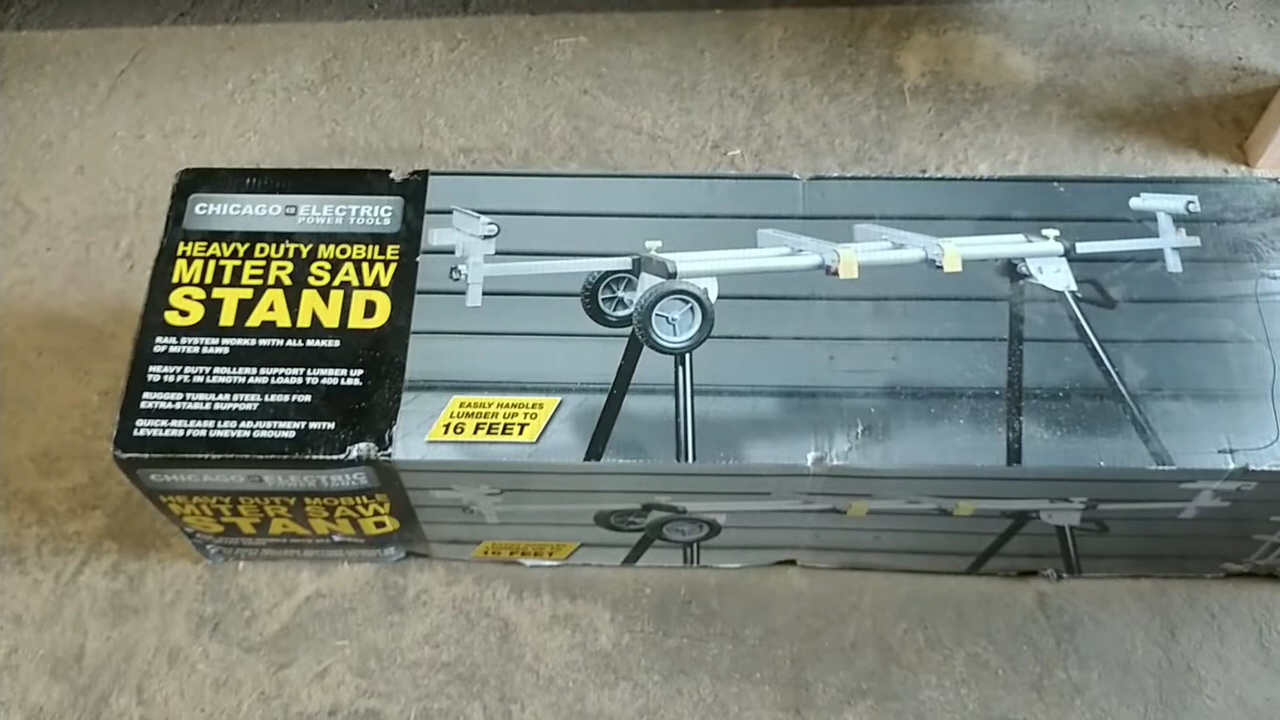 CHICAGO CE ELECTRIC
POWER TOOLS
HEAVY DUTY MOBILE
MITER SAW
STAND
RAIL SYSTEM WORKS WITH ALL MAKES
OF MITER SAWS
HEAVY DUTY ROLLERS SUPPORT LUMBER UP
TO 16 FT. IN LENGTH AND LOADS TO 400 LBS.
RUGGED TUBULAR STEEL LEGS FOR
EXTRA-STABLE SUPPORT
QUICK-RELEASE LEG ADJUSTMENT WITH
LEVELERS FOR UNEVEN GROUND
EASILY HANDLES
LUMBER UP TO
16 FEET
CHICAGO ELECTRIC
HEAVY DUTY MOBILE
MITER SAW
STAND
16 FEET